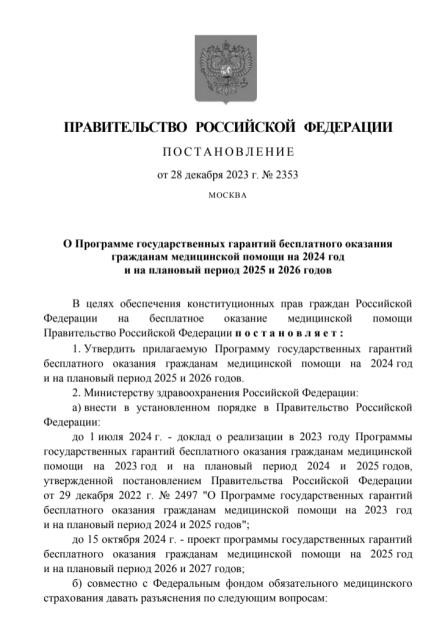 ПРАВИТЕЛЬСТВО РОССИЙСКОЙ ФЕДЕРАЦИИ
ПОСТАНОВЛЕНИЕ
от 28 декабря 2023 г. № 2353
МОСКВА
О Программе государственных гарантий бесплатного оказания
гражданам медицинской помощи на 2024 год
и на плановый период 2025 и 2026 годов
В целях обеспечения конституционных прав граждан Российской
Федерации на бесплатное оказание медицинской помощи
Правительство Российской Федерации постановляет:
1. Утвердить прилагаемую Программу государственных гарантий
бесплатного оказания гражданам медицинской помощи на 2024 год
и на плановый период 2025 и 2026 годов.
2. Министерству здравоохранения Российской Федерации:
а) внести в установленном порядке в Правительство Российской
Федерации:
до 1 июля 2024 г. - доклад о реализации в 2023 году Программы
государственных гарантий бесплатного оказания гражданам медицинской
помощи на 2023 год и на плановый период 2024 и 2025 годов,
утвержденной постановлением Правительства Российской Федерации
от 29 декабря 2022 г. № 2497 "О Программе государственных гарантий
бесплатного оказания гражданам медицинской помощи на 2023 год
и на плановый период 2024 и 2025 годов";
до 15 октября 2024 г. - проект программы государственных гарантий
бесплатного оказания гражданам медицинской помощи на 2025 год
и на плановый период 2026 и 2027 годов;
б) совместно с Федеральным фондом обязательного медицинского
страхования давать разъяснения по следующим вопросам: